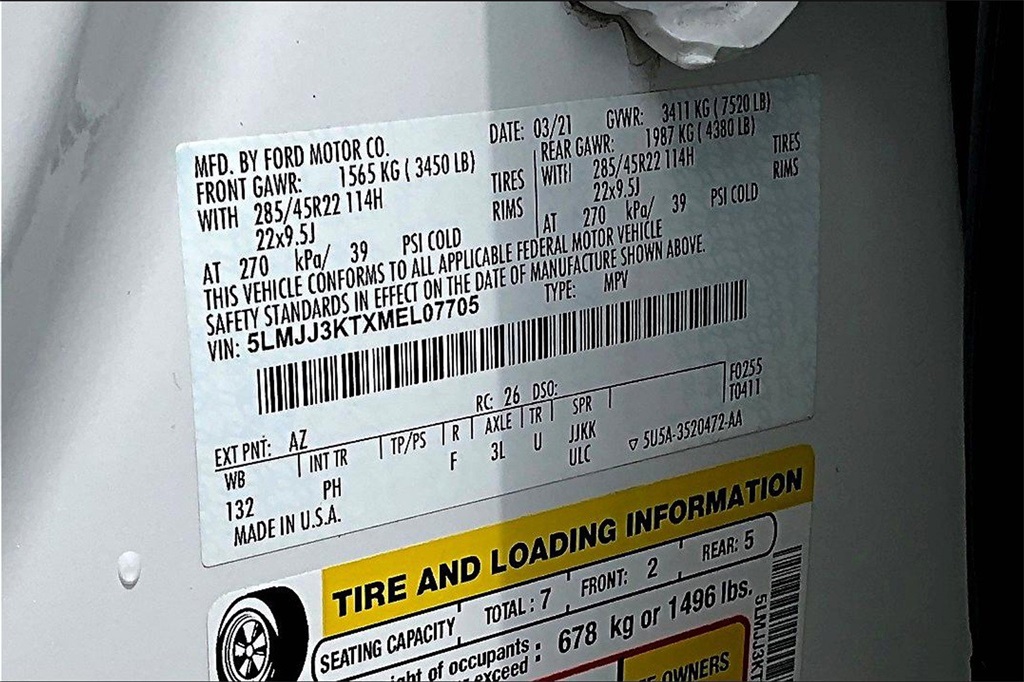 MFD. BY FORD MOTOR CO.
DATE: 03/21 GVWR: 3411 KG ( 7520 LB)
FRONT GAWR: 1565 KG ( 3450 LB)
REAR GAWR: 1987 KG ( 4380 LB)
WITH 285/45R22 114H TIRES
WITH 285/45R22 114H TIRES
22x9.5J RIMS
22x9.5J RIMS
AT 270 kPa/ 39 PSI COLD
AT 270 kPa/ 39 PSI COLD
THIS VEHICLE CONFORMS TO ALL APPLICABLE FEDERAL MOTOR VEHICLE
SAFETY STANDARDS IN EFFECT ON THE DATE OF MANUFACTURE SHOWN ABOVE.
VIN: 5LMJJ3KTXMEL07705 TYPE: MPV
EXT PNT: AZ RC: 26 DSO: F0255
T0411
WB INT TR TP/PS R AXLE TR SPR
132 PH F 3L U JJKK
ULC
▽ 5U5A-3520472-AA
MADE IN U.S.A.
TIRE AND LOADING INFORMATION
SEATING CAPACITY TOTAL : 7 FRONT: 2 REAR: 5
of occupants : 678 kg or 1496 lbs.
exceed
OWNERS
5LMJJ3KT